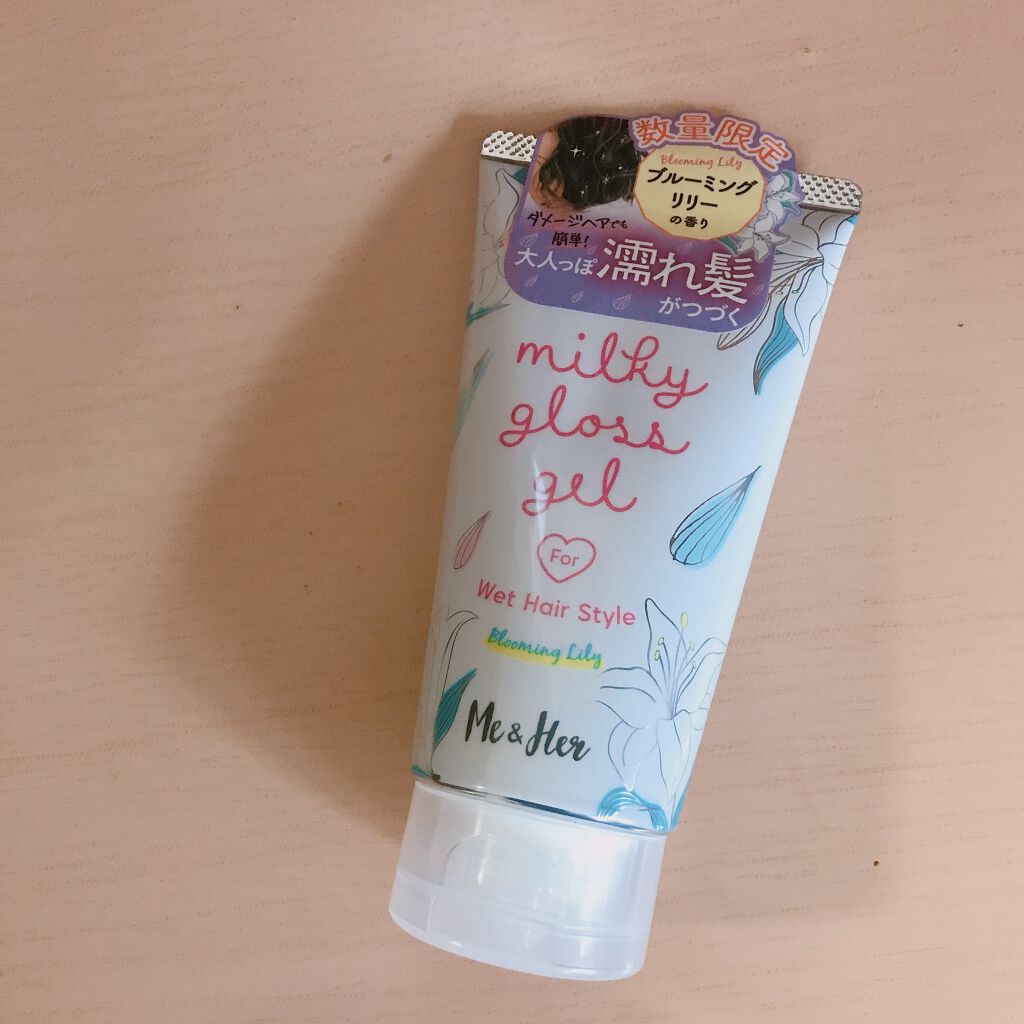 数量限定
Blooming Lily
ブルーミング
リリー
の香り
ダメージヘアでも
簡単!
大人っぽ濡れ髪
がつづく
milky
gloss
gel
For
Wet Hair Style
Blooming Lily
Me & Her